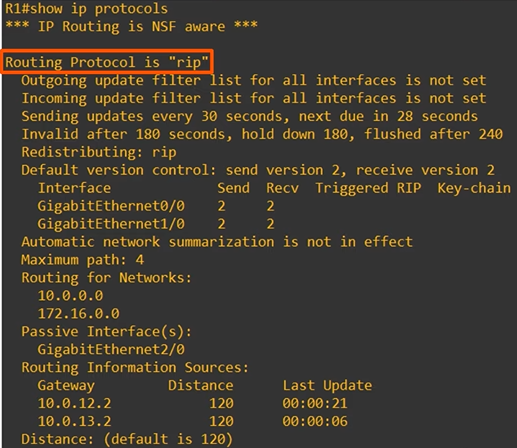 R1#show ip protocols
*** IP Routing is NSF aware ***
Routing Protocol is "rip"
Outgoing update filter list for all interfaces is not set
Incoming update filter list for all interfaces is not set
Sending updates every 30 seconds, next due in 28 seconds
Invalid after 180 seconds, hold down 180, flushed after 240
Redistributing: rip
Default version control: send version 2, receive version 2
Interface Send Recv Triggered RIP Key-chain
GigabitEthernet0/0 2 2
GigabitEthernet1/0 2 2
Automatic network summarization is not in effect
Maximum path: 4
Routing for Networks:
10.0.0.0
172.16.0.0
Passive Interface(s):
GigabitEthernet2/0
Routing Information Sources:
Gateway Distance Last Update
10.0.12.2 120 00:00:21
10.0.13.2 120 00:00:06
Distance: (default is 120)